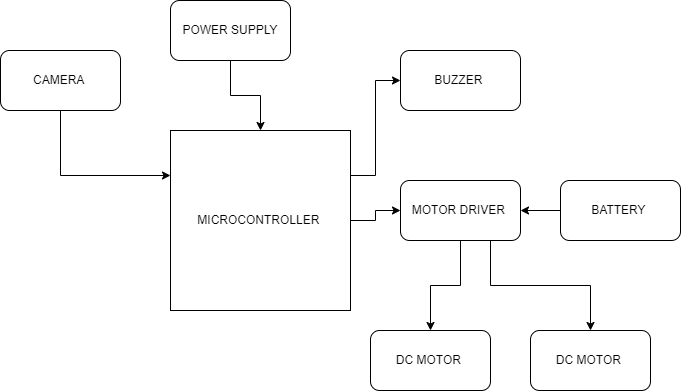 POWER SUPPLY
CAMERA
BUZZER
MICROCONTROLLER
MOTOR DRIVER
BATTERY
DC MOTOR
DC MOTOR